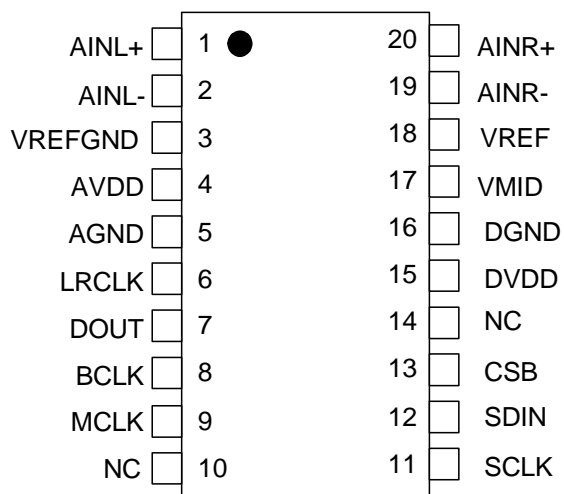 AINL+ 1 20 AINR+
AINL- 2 19 AINR-
VREFGND 3 18 VREF
AVDD 4 17 VMID
AGND 5 16 DGND
LRCLK 6 15 DVDD
DOUT 7 14 NC
BCLK 8 13 CSB
MCLK 9 12 SDIN
NC 10 11 SCLK